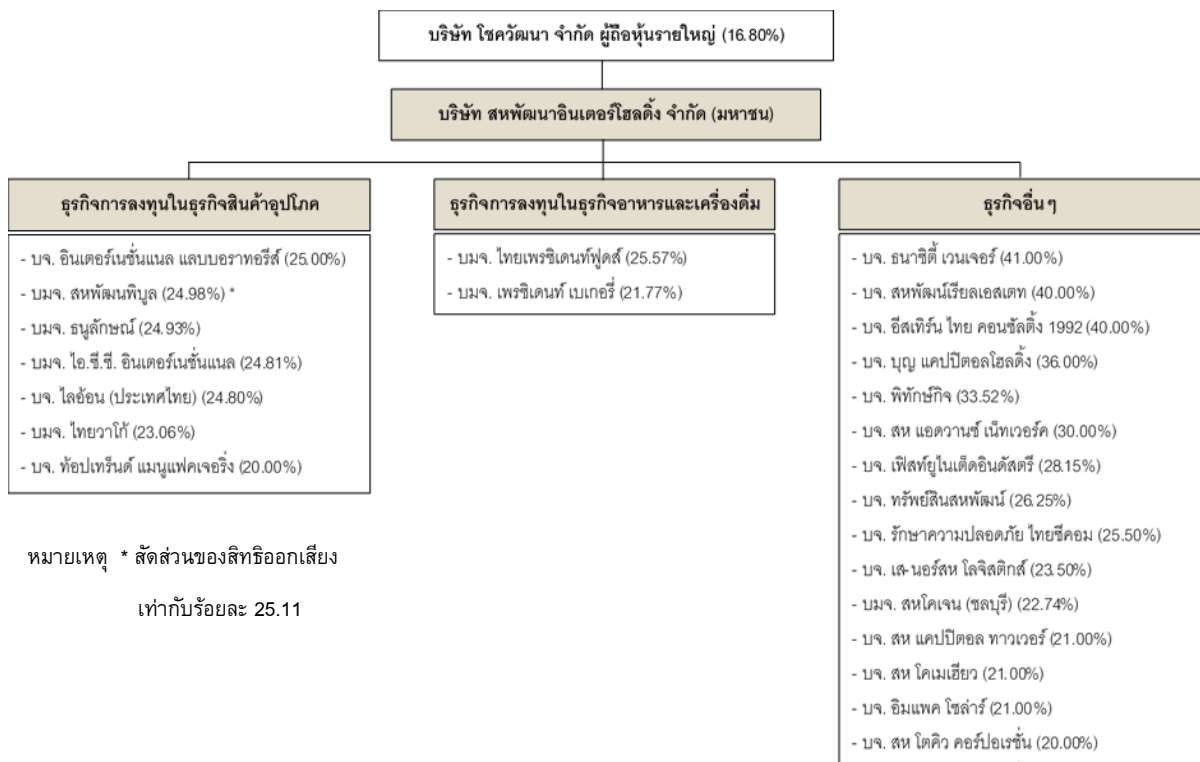 บริษัท โชควัฒนา จำกัด ผู้ถือหุ้นรายใหญ่ (16.80%)
บริษัท สหพัฒนาอินเตอร์โฮลดิ้ง จำกัด (มหาชน)
ธุรกิจการลงทุนในธุรกิจสินค้าอุปโภค
- บจ. อินเตอร์เนชั่นแนล แลบบอราทอรีส์ (25.00%)
- บมจ. สหพัฒนพิบูล (24.98%) *
- บมจ. ธนูลักษณ์ (24.93%)
- บมจ. ไอ.ซี.ซี. อินเตอร์เนชั่นแนล (24.81%)
- บจ. ไลอ้อน (ประเทศไทย) (24.80%)
- บมจ. ไทยวาโก้ (23.06%)
- บจ. ท้อปเทร็นด์ แมนูแฟคเจอริ่ง (20.00%)
หมายเหตุ * สัดส่วนของสิทธิออกเสียง
เท่ากับร้อยละ 25.11
ธุรกิจการลงทุนในธุรกิจอาหารและเครื่องดื่ม
- บมจ. ไทยเพรซิเดนท์ฟูดส์ (25.57%)
- บมจ. เพรซิเดนท์ เบเกอรี่ (21.77%)
ธุรกิจอื่น ๆ
- บจ. ธนาซิตี้ เวนเจอร์ (41.00%)
- บจ. สหพัฒน์เรียลเอสเตท (40.00%)
- บจ. อีสเทิร์น ไทย คอนซัลติ้ง 1992 (40.00%)
- บจ. บุญ แคปปิตอลโฮลดิ้ง (36.00%)
- บจ. พิทักษ์กิจ (33.52%)
- บจ. สห แอดวานซ์ เน็ทเวอร์ค (30.00%)
- บจ. เฟิสท์ยูไนเต็ดอินดัสตรี (28.15%)
- บจ. ทรัพย์สินสหพัฒน์ (26.25%)
- บจ. รักษาความปลอดภัย ไทยซีคอม (25.50%)
- บจ. เส-นอร์สห โลจิสติกส์ (23.50%)
- บมจ. สหโคเจน (ชลบุรี) (22.74%)
- บจ. สห แคปปิตอล ทาวเวอร์ (21.00%)
- บจ. สห โคเมเฮียว (21.00%)
- บจ. อิมแพค โซล่าร์ (21.00%)
- บจ. สห โตคิว คอร์ปอเรชั่น (20.00%)